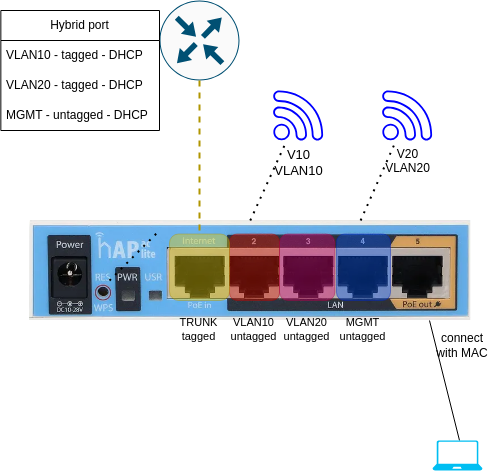 Hybrid port
VLAN10 - tagged - DHCP
VLAN20 - tagged - DHCP
MGMT - untagged - DHCP
V10
VLAN10
V20
VLAN20
Power
hAP
lite
Internet
2
3
4
5
RES
WPS
PWR
USR
DC10-28V
PoE in
LAN
PoE out
TRUNK
tagged
VLAN10
untagged
VLAN20
untagged
MGMT
untagged
connect
with MAC